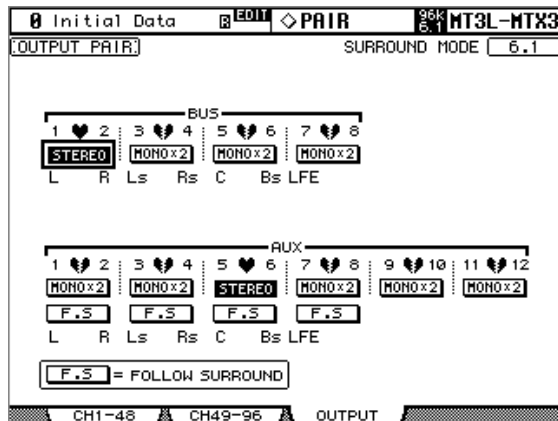 0 Initial Data B EDIT ◇PAIR 96K 6.1 MT3L-MTX3
OUTPUT PAIR SURROUND MODE 6.1
BUS
1 2 3 4 5 6 7 8
STEREO MONO×2 MONO×2 MONO×2
L R Ls Rs C Bs LFE
AUX
1 2 3 4 5 6 7 8 9 10 11 12
MONO×2 MONO×2 STEREO MONO×2 MONO×2 MONO×2
F.S F.S F.S F.S
L R Ls Rs C Bs LFE
F.S = FOLLOW SURROUND
CH1-48 CH49-96 OUTPUT